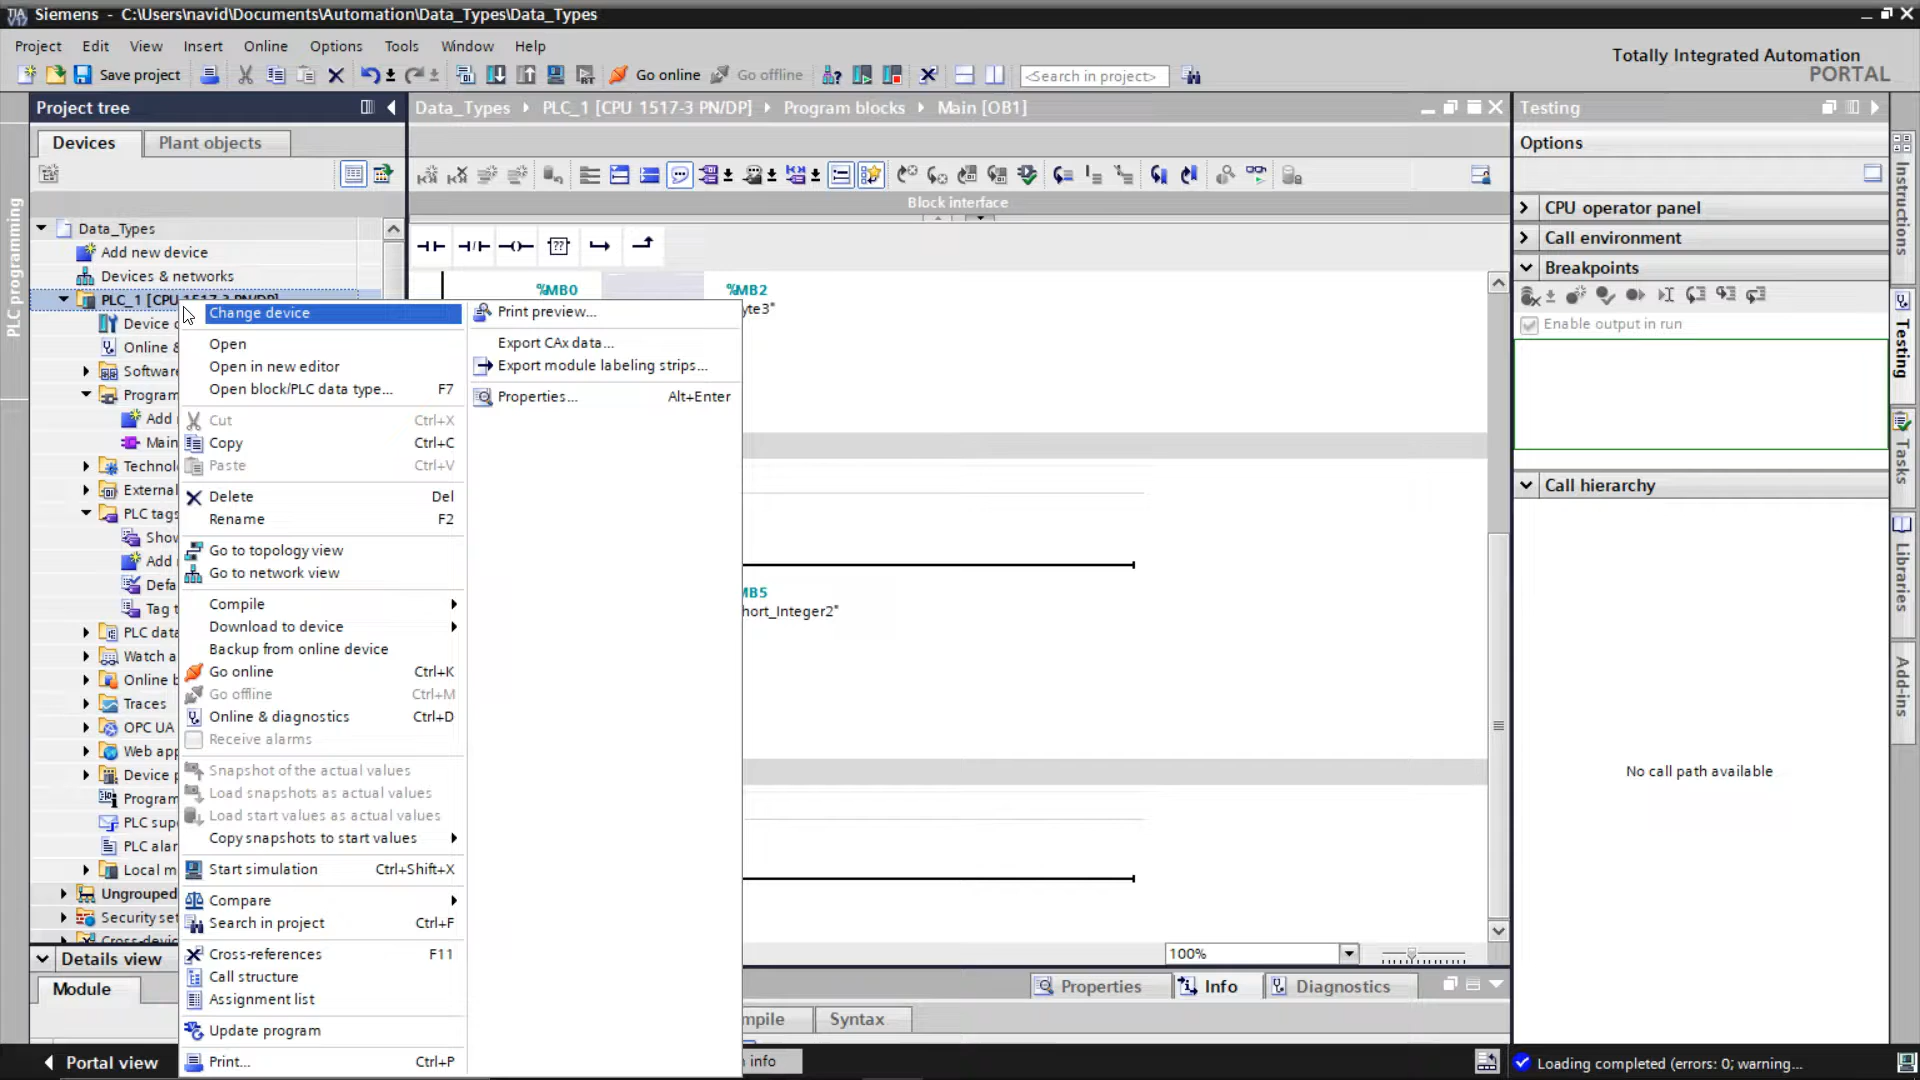 Siemens - C:\Users\navid\Documents\Automation\Data_Types\Data_Types
Project Edit View Insert Online Options Tools Window Help
Totally Integrated Automation
PORTAL
Save project
Go online
Go offline
<Search in project>
Project tree
Data_Types PLC_1 [CPU 1517-3 PN/DP] Program blocks Main [OB1]
Testing
Devices
Plant objects
Options
Block interface
PLC programming
Data_Types
Add new device
Devices & networks
PLC_1 [CPU 1517-3 PN/DP]
Device c
Online &
Software
Program
Add
Main
Technol
External
PLC tags
Show
Add
Defa
Tag t
PLC data
Watch a
Online b
Traces
OPC UA
Web app
Device p
Program
PLC sup
PLC alar
Local m
Ungrouped
Security set
Cross-devic
Details view
Module
Portal view
Change device
Open
Open in new editor
Open block/PLC data type... F7
Cut Ctrl+X
Copy Ctrl+C
Paste Ctrl+V
Delete Del
Rename F2
Go to topology view
Go to network view
Compile
Download to device
Backup from online device
Go online Ctrl+K
Go offline Ctrl+M
Online & diagnostics Ctrl+D
Receive alarms
Snapshot of the actual values
Load snapshots as actual values
Load start values as actual values
Copy snapshots to start values
Start simulation Ctrl+Shift+X
Compare
Search in project Ctrl+F
Cross-references F11
Call structure
Assignment list
Update program
Print... Ctrl+P
Print preview...
Export CAx data...
Export module labeling strips...
Properties... Alt+Enter
??
%MB0
%MB2
yte3"
MB5
hort_Integer2"
100%
Properties
Info
Diagnostics
mpile
Syntax
info
CPU operator panel
Call environment
Breakpoints
Enable output in run
Call hierarchy
No call path available
Instructions
Testing
Tasks
Libraries
Add-ins
Loading completed (errors: 0; warning...